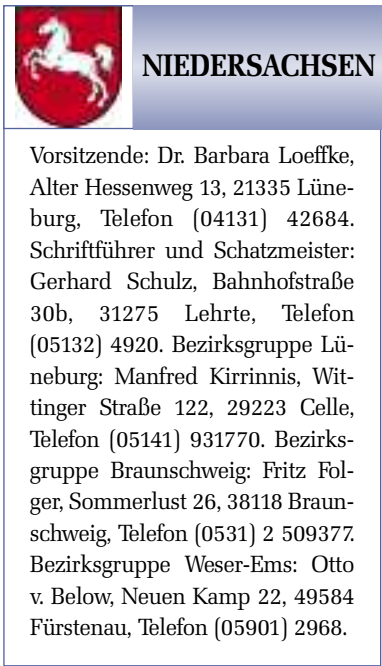 NIEDERSACHSEN
Vorsitzende: Dr. Barbara Loeffke,
Alter Hessenweg 13, 21335 Lüne-
burg, Telefon (04131) 42684.
Schriftführer und Schatzmeister:
Gerhard Schulz, Bahnhofstraße
30b, 31275 Lehrte, Telefon
(05132) 4920. Bezirksgruppe Lü-
neburg: Manfred Kirrinnis, Wit-
tinger Straße 122, 29223 Celle,
Telefon (05141) 931770. Bezirks-
gruppe Braunschweig: Fritz Fol-
ger, Sommerlust 26, 38118 Braun-
schweig, Telefon (0531) 2 509377.
Bezirksgruppe Weser-Ems: Otto
v. Below, Neuen Kamp 22, 49584
Fürstenau, Telefon (05901) 2968.